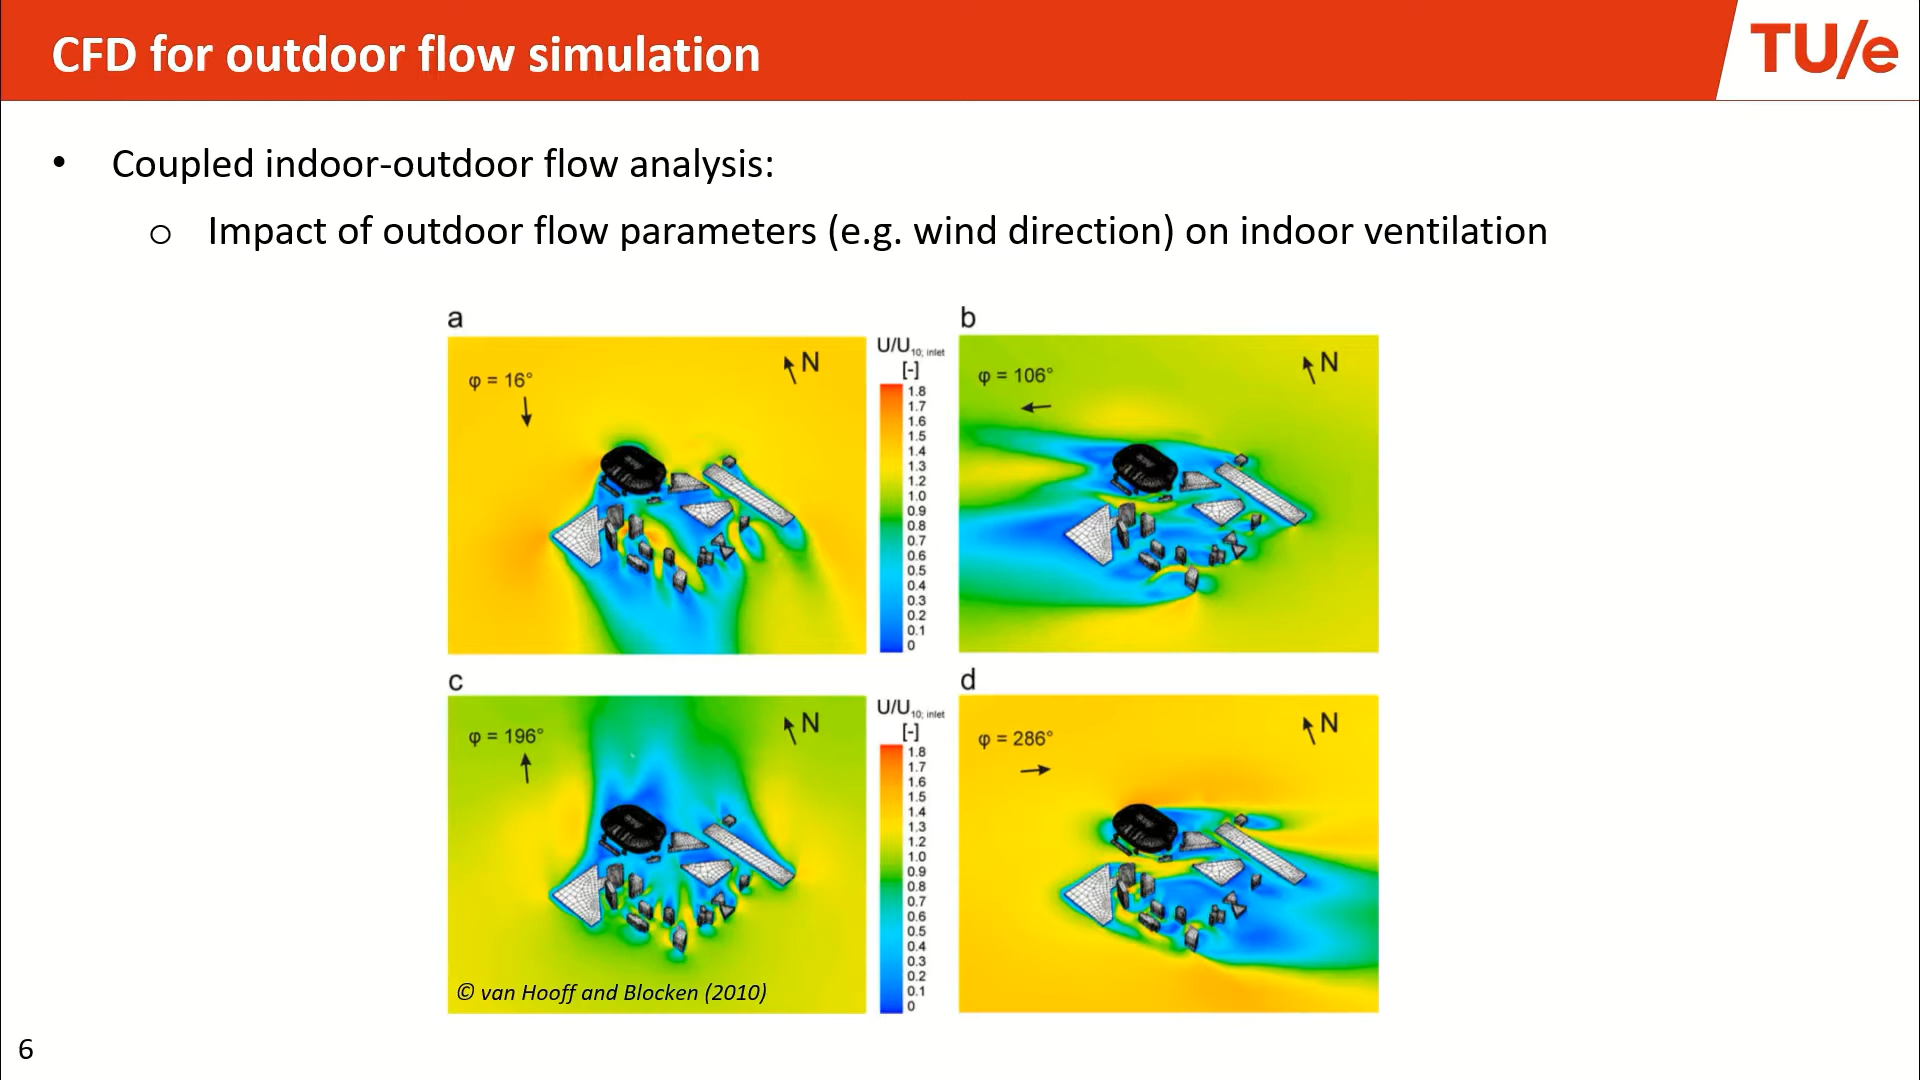 CFD for outdoor flow simulation
TU/e
• Coupled indoor-outdoor flow analysis:
o Impact of outdoor flow parameters (e.g. wind direction) on indoor ventilation
a
φ = 16°
N
U/U10; inlet
[-]
1.8
1.7
1.6
1.5
1.4
1.3
1.2
1.0
0.9
0.8
0.7
0.6
0.5
0.4
0.3
0.2
0.1
0
b
φ = 106°
N
c
φ = 196°
N
© van Hooff and Blocken (2010)
U/U10; inlet
[-]
1.8
1.7
1.6
1.5
1.4
1.3
1.2
1.0
0.9
0.8
0.7
0.6
0.5
0.4
0.3
0.2
0.1
0
d
φ = 286°
N
6